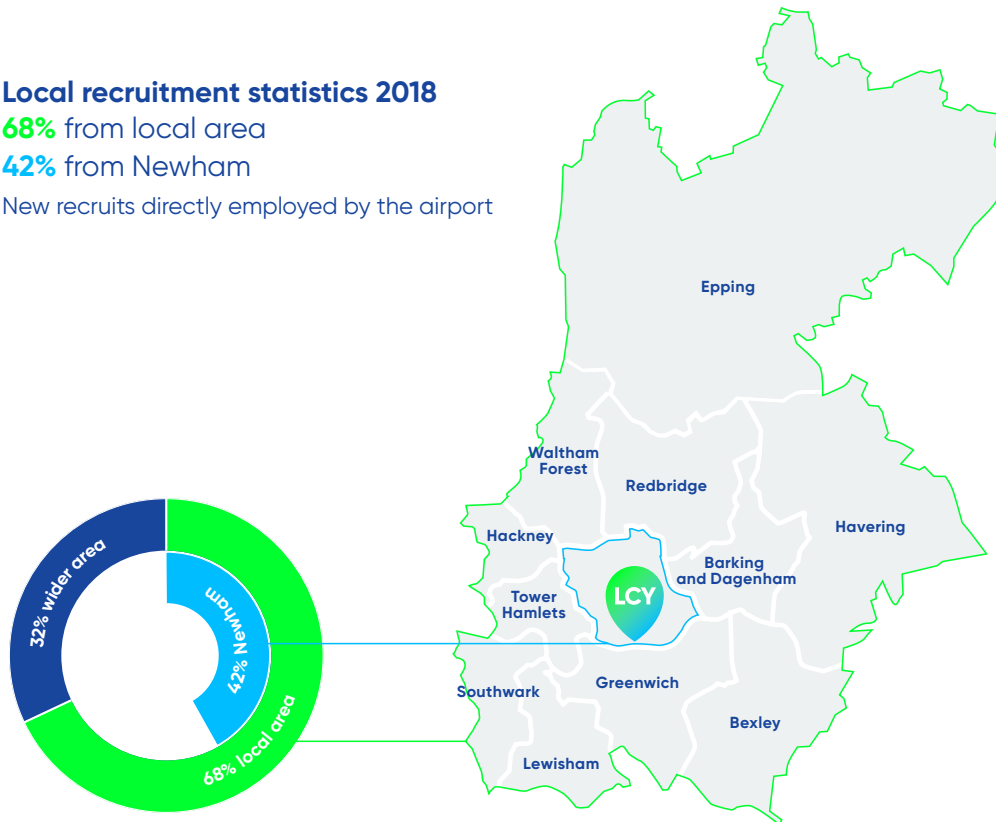 Local recruitment statistics 2018
68% from local area
42% from Newham
New recruits directly employed by the airport
Epping
Waltham
Forest
Redbridge
Havering
Hackney
Barking
and Dagenham
Tower
Hamlets
LCY
Southwark
Greenwich
Bexley
Lewisham
32% wider area
42% Newham
68% local area